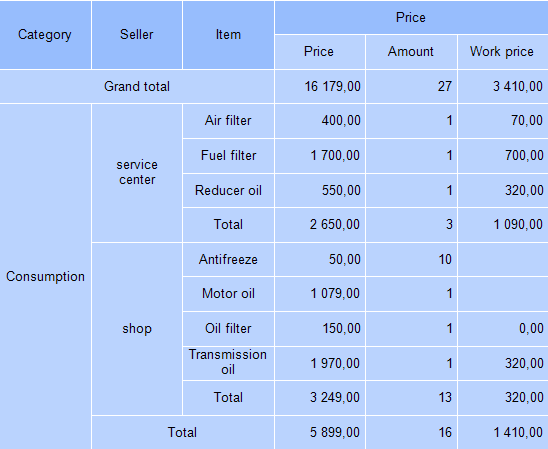 Category Seller Item Price
Price Amount Work price
Grand total 16 179,00 27 3 410,00
Consumption
service
center
Air filter 400,00 1 70,00
Fuel filter 1 700,00 1 700,00
Reducer oil 550,00 1 320,00
Total 2 650,00 3 1 090,00
shop
Antifreeze 50,00 10
Motor oil 1 079,00 1
Oil filter 150,00 1 0,00
Transmission
oil 1 970,00 1 320,00
Total 3 249,00 13 320,00
Total 5 899,00 16 1 410,00